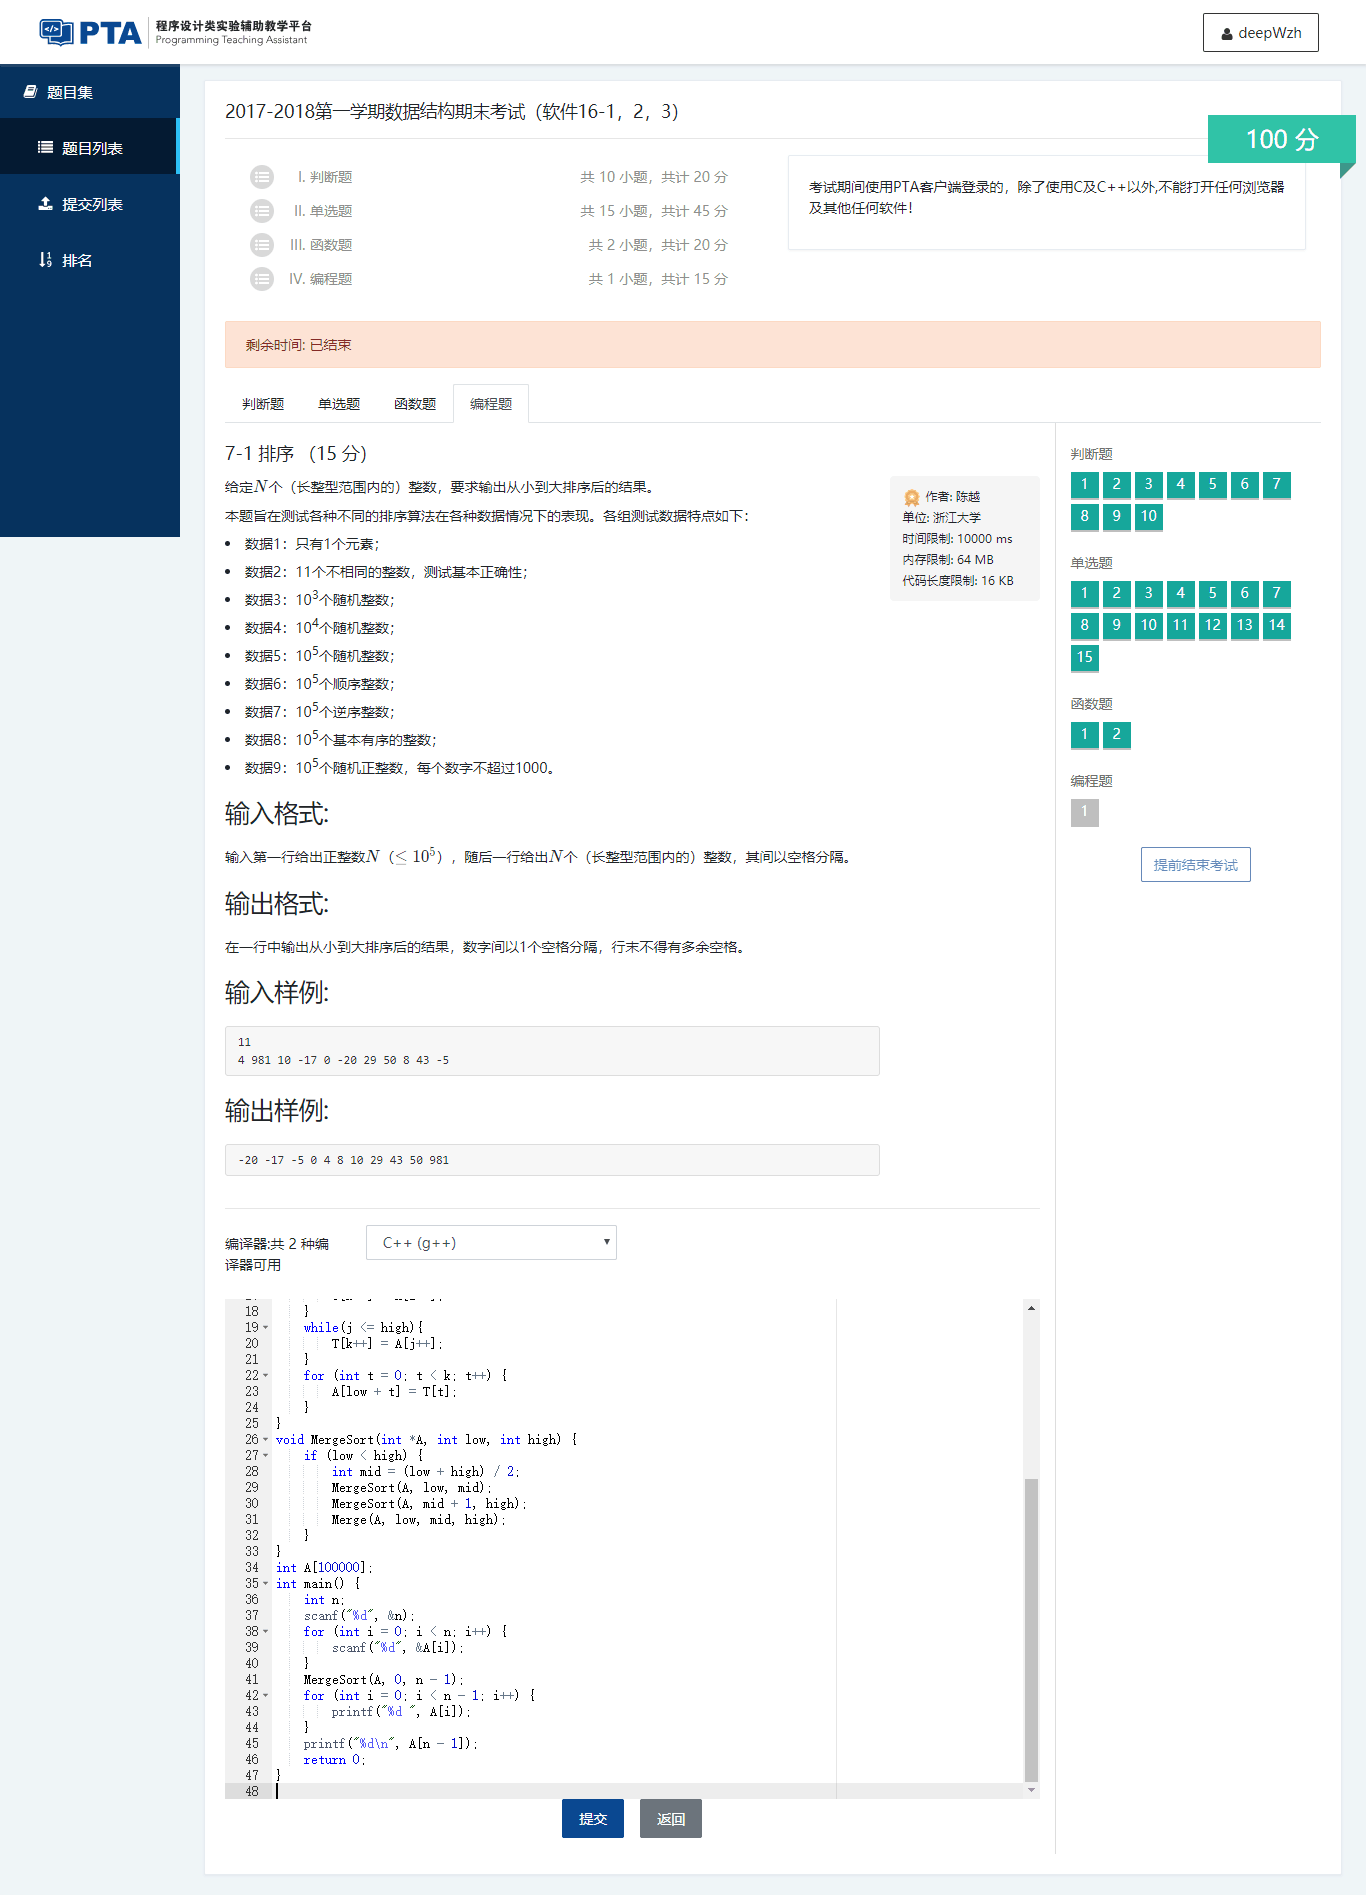 PTA 程序设计类实验辅助教学平台
Programming Teaching Assistant
deepWzh
题目集
题目列表
提交列表
排名
2017-2018第一学期数据结构期末考试（软件16-1，2，3）
100 分
I. 判断题 共 10 小题，共计 20 分
II. 单选题 共 15 小题，共计 45 分
III. 函数题 共 2 小题，共计 20 分
IV. 编程题 共 1 小题，共计 15 分
考试期间使用PTA客户端登录的，除了使用C及C++以外,不能打开任何浏览器
及其他任何软件！
剩余时间: 已结束
判断题 单选题 函数题 编程题
7-1 排序 （15 分）
给定N个（长整型范围内的）整数，要求输出从小到大排序后的结果。
本题旨在测试各种不同的排序算法在各种数据情况下的表现。各组测试数据特点如下：
数据1：只有1个元素；
数据2：11个不相同的整数，测试基本正确性；
数据3：10^3个随机整数；
数据4：10^4个随机整数；
数据5：10^5个随机整数；
数据6：10^5个顺序整数；
数据7：10^5个逆序整数；
数据8：10^5个基本有序的整数；
数据9：10^5个随机正整数，每个数字不超过1000。
作者: 陈越
单位: 浙江大学
时间限制: 10000 ms
内存限制: 64 MB
代码长度限制: 16 KB
输入格式:
输入第一行给出正整数N（≤ 10^5），随后一行给出N个（长整型范围内的）整数，其间以空格分隔。
输出格式:
在一行中输出从小到大排序后的结果，数字间以1个空格分隔，行末不得有多余空格。
输入样例:
11
4 981 10 -17 0 -20 29 50 8 43 -5
输出样例:
-20 -17 -5 0 4 8 10 29 43 50 981
编译器:共 2 种编
译器可用
C++ (g++)
18 }
19 while(j <= high){
20 T[k++] = A[j++];
21 }
22 for (int t = 0; t < k; t++) {
23 A[low + t] = T[t];
24 }
25 }
26 void MergeSort(int *A, int low, int high) {
27 if (low < high) {
28 int mid = (low + high) / 2;
29 MergeSort(A, low, mid);
30 MergeSort(A, mid + 1, high);
31 Merge(A, low, mid, high);
32 }
33 }
34 int A[100000];
35 int main() {
36 int n;
37 scanf("%d", &n);
38 for (int i = 0; i < n; i++) {
39 scanf("%d", &A[i]);
40 }
41 MergeSort(A, 0, n - 1);
42 for (int i = 0; i < n - 1; i++) {
43 printf("%d ", A[i]);
44 }
45 printf("%d\n", A[n - 1]);
46 return 0;
47 }
48
提交 返回
判断题
1 2 3 4 5 6 7
8 9 10
单选题
1 2 3 4 5 6 7
8 9 10 11 12 13 14
15
函数题
1 2
编程题
1
提前结束考试